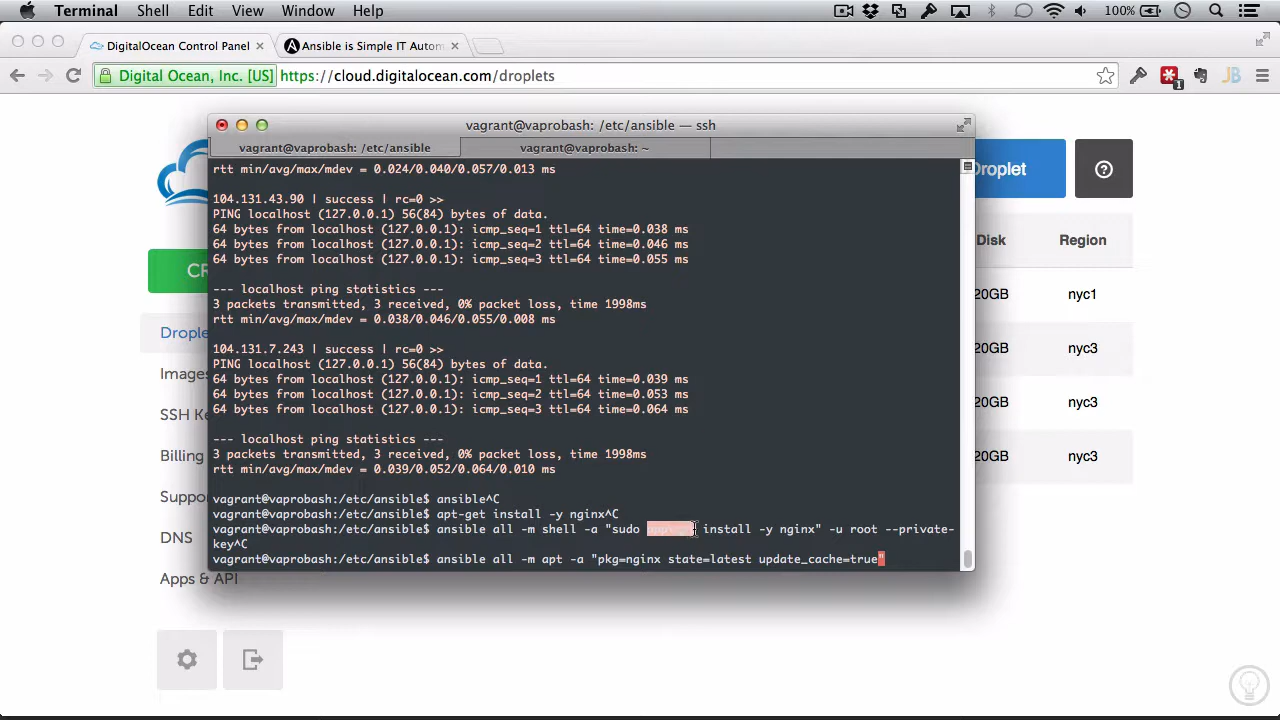 Terminal Shell Edit View Window Help 100%
DigitalOcean Control Panel Ansible is Simple IT Autom
Digital Ocean, Inc. [US] https://cloud.digitalocean.com/droplets
1 JB
vagrant@vaprobash: /etc/ansible — ssh
vagrant@vaprobash: /etc/ansible vagrant@vaprobash: ~
rtt min/avg/max/mdev = 0.024/0.040/0.057/0.013 ms
104.131.43.90 | success | rc=0 >>
PING localhost (127.0.0.1) 56(84) bytes of data.
64 bytes from localhost (127.0.0.1): icmp_seq=1 ttl=64 time=0.038 ms
64 bytes from localhost (127.0.0.1): icmp_seq=2 ttl=64 time=0.046 ms
64 bytes from localhost (127.0.0.1): icmp_seq=3 ttl=64 time=0.055 ms
--- localhost ping statistics ---
3 packets transmitted, 3 received, 0% packet loss, time 1998ms
rtt min/avg/max/mdev = 0.038/0.046/0.055/0.008 ms
104.131.7.243 | success | rc=0 >>
PING localhost (127.0.0.1) 56(84) bytes of data.
64 bytes from localhost (127.0.0.1): icmp_seq=1 ttl=64 time=0.039 ms
64 bytes from localhost (127.0.0.1): icmp_seq=2 ttl=64 time=0.053 ms
64 bytes from localhost (127.0.0.1): icmp_seq=3 ttl=64 time=0.064 ms
--- localhost ping statistics ---
3 packets transmitted, 3 received, 0% packet loss, time 1998ms
rtt min/avg/max/mdev = 0.039/0.052/0.064/0.010 ms
vagrant@vaprobash:/etc/ansible$ ansible^C
vagrant@vaprobash:/etc/ansible$ apt-get install -y nginx^C
vagrant@vaprobash:/etc/ansible$ ansible all -m shell -a "sudo install -y nginx" -u root --private-
key^C
vagrant@vaprobash:/etc/ansible$ ansible all -m apt -a "pkg=nginx state=latest update_cache=true"
CR
Drople
Images
SSH Ke
Billing
Suppo
DNS
Apps & API
Droplet ?
Disk Region
20GB nyc1
20GB nyc3
20GB nyc3
20GB nyc3